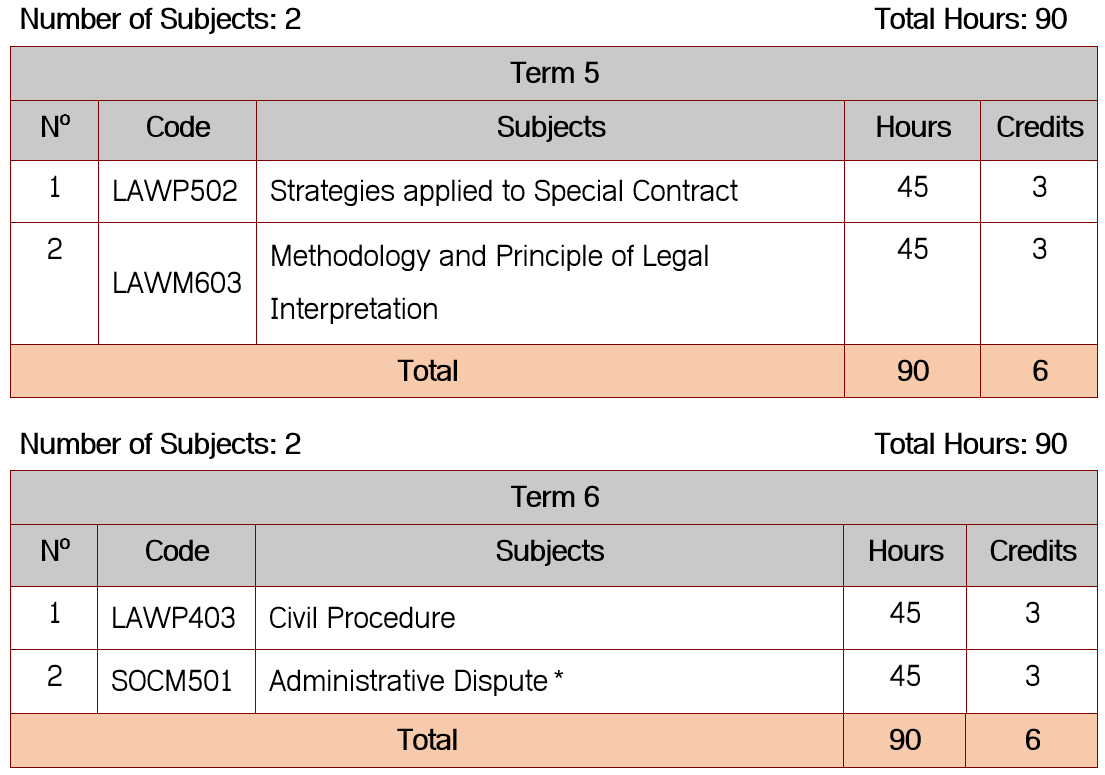 Number of Subjects: 2 Total Hours: 90
Term 5
Nº Code Subjects Hours Credits
1 LAWP502 Strategies applied to Special Contract 45 3
2 LAWM603 Methodology and Principle of Legal 45 3
Interpretation
Total 90 6
Number of Subjects: 2 Total Hours: 90
Term 6
Nº Code Subjects Hours Credits
1 LAWP403 Civil Procedure 45 3
2 SOCM501 Administrative Dispute * 45 3
Total 90 6